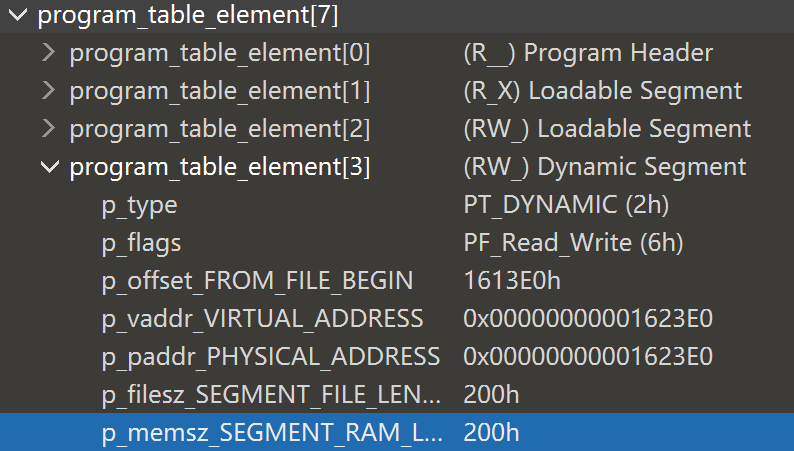 program_table_element[7]
program_table_element[0] (R__) Program Header
program_table_element[1] (R_X) Loadable Segment
program_table_element[2] (RW_) Loadable Segment
program_table_element[3] (RW_) Dynamic Segment
p_type PT_DYNAMIC (2h)
p_flags PF_Read_Write (6h)
p_offset_FROM_FILE_BEGIN 1613E0h
p_vaddr_VIRTUAL_ADDRESS 0x00000000001623E0
p_paddr_PHYSICAL_ADDRESS 0x00000000001623E0
p_filesz_SEGMENT_FILE_LEN... 200h
p_memsz_SEGMENT_RAM_L... 200h